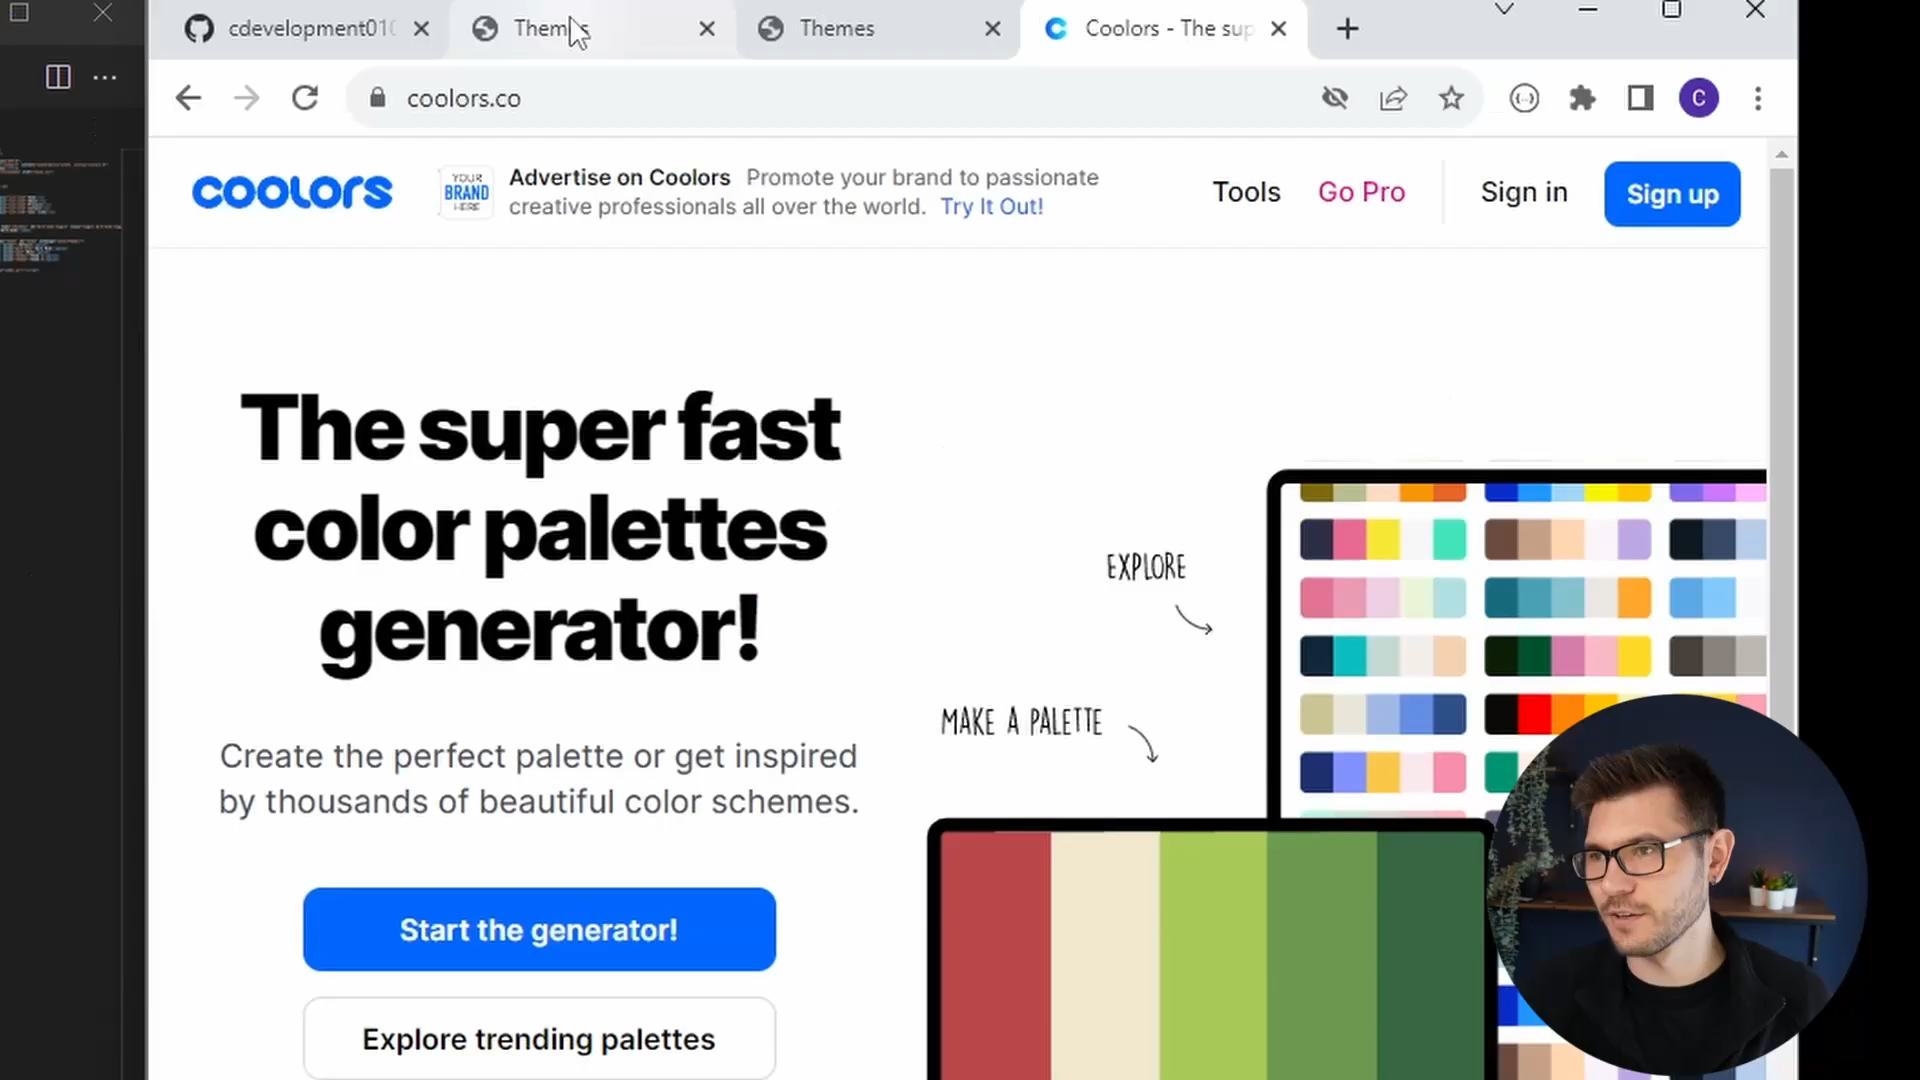 cdevelopment010
Themes
Themes
Coolors - The sup
coolors.co
C
coolors
YOUR
BRAND
HERE
Advertise on Coolors Promote your brand to passionate
creative professionals all over the world. Try It Out!
Tools
Go Pro
Sign in
Sign up
The super fast
color palettes
generator!
Create the perfect palette or get inspired
by thousands of beautiful color schemes.
Start the generator!
Explore trending palettes
EXPLORE
MAKE A PALETTE